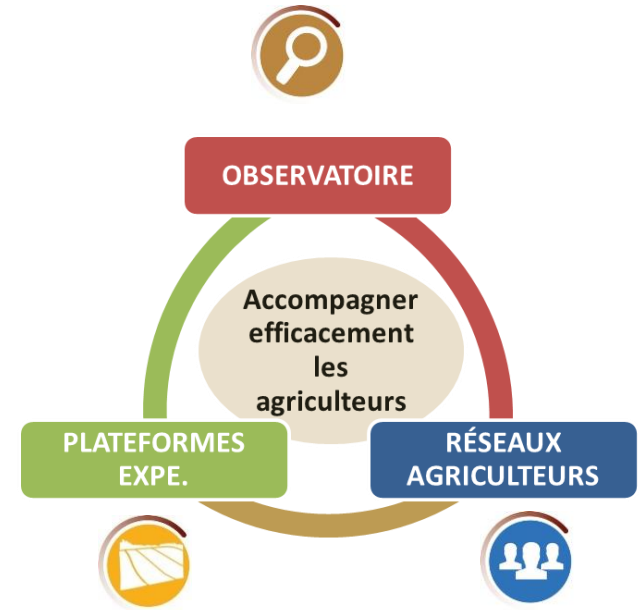 OBSERVATOIRE
Accompagner
efficacement
les
agriculteurs
PLATEFORMES
EXPE.
RÉSEAUX
AGRICULTEURS